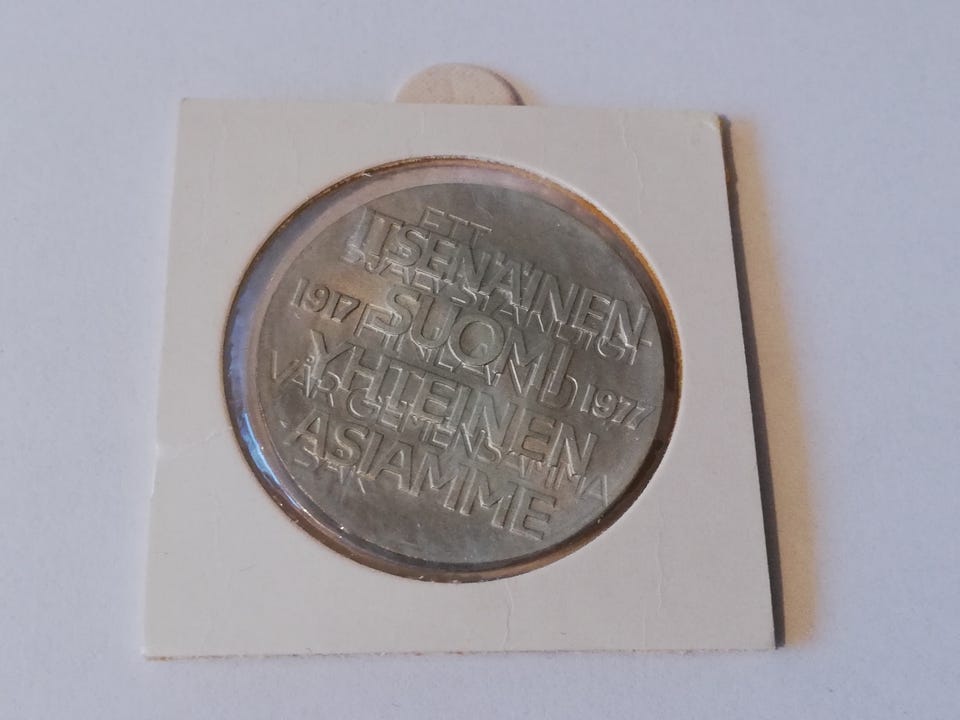 ETT
ITSENÄINEN
SJÄLVSTÄNDIGT
1917 SUOMI
FINLAND 1977
YHTEINEN
VÅR GEMENSAMMA
ASIAMME
SAK